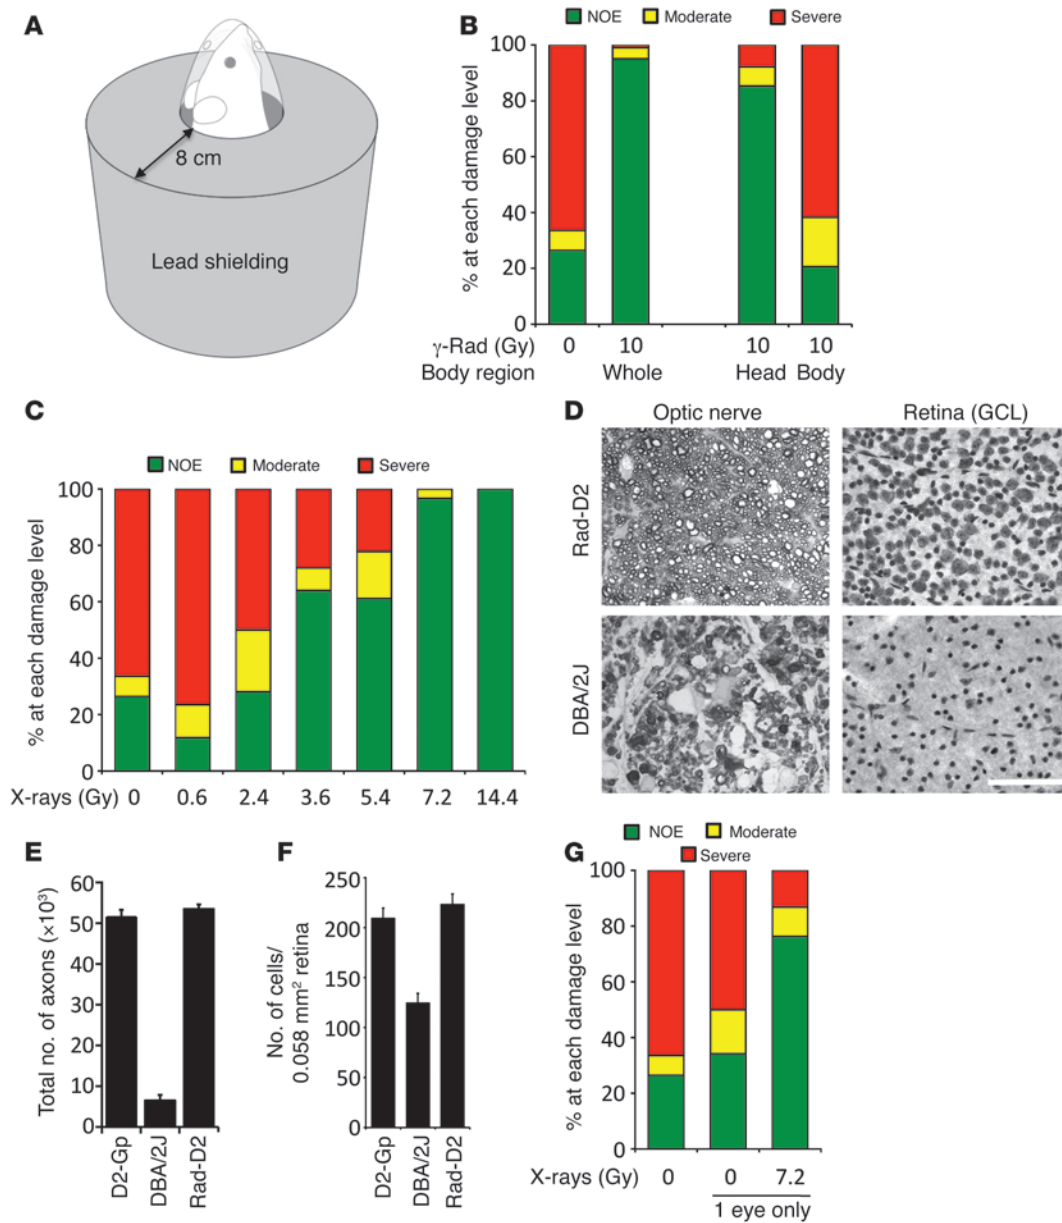 A
8 cm
Lead shielding
B
NOE Moderate Severe
% at each damage level
100
80
60
40
20
0
γ-Rad (Gy) 0 10 10 10
Body region Whole Head Body
C
NOE Moderate Severe
% at each damage level
100
80
60
40
20
0
X-rays (Gy) 0 0.6 2.4 3.6 5.4 7.2 14.4
D
Optic nerve Retina (GCL)
Rad-D2
DBA/2J
E
Total no. of axons (×10³)
60
50
40
30
20
10
0
D2-Gp DBA/2J Rad-D2
F
No. of cells/
0.058 mm² retina
250
200
150
100
50
0
D2-Gp DBA/2J Rad-D2
G
NOE Moderate
Severe
% at each damage level
100
80
60
40
20
0
X-rays (Gy) 0 0 7.2
1 eye only